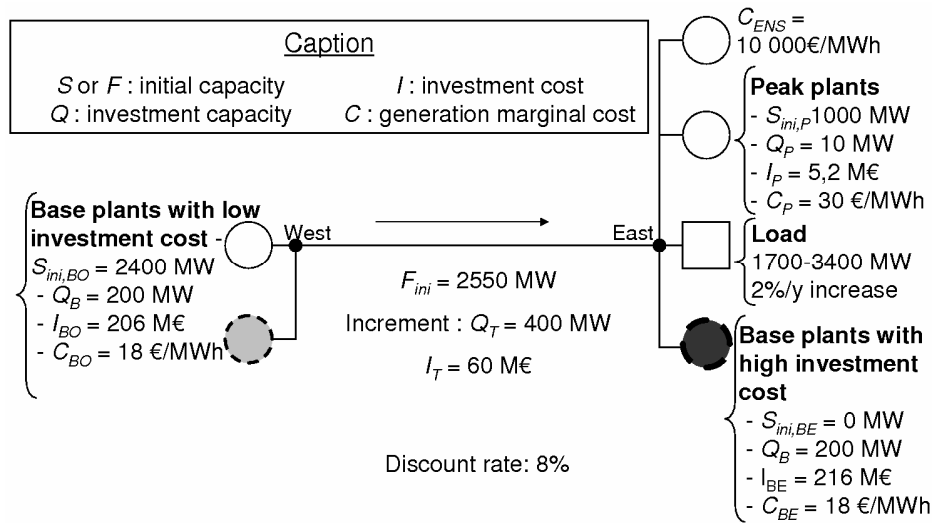 Caption
S or F : initial capacity
I : investment cost
Q : investment capacity
C : generation marginal cost
C_ENS =
10 000€/MWh
Peak plants
- S_ini,P 1000 MW
- Q_P = 10 MW
- I_P = 5,2 M€
- C_P = 30 €/MWh
Base plants with low
investment cost -
S_ini,BO = 2400 MW
- Q_B = 200 MW
- I_BO = 206 M€
- C_BO = 18 €/MWh
West
East
F_ini = 2550 MW
Increment : Q_T = 400 MW
I_T = 60 M€
Load
1700-3400 MW
2%/y increase
Base plants with
high investment
cost
- S_ini,BE = 0 MW
- Q_B = 200 MW
- I_BE = 216 M€
- C_BE = 18 €/MWh
Discount rate: 8%